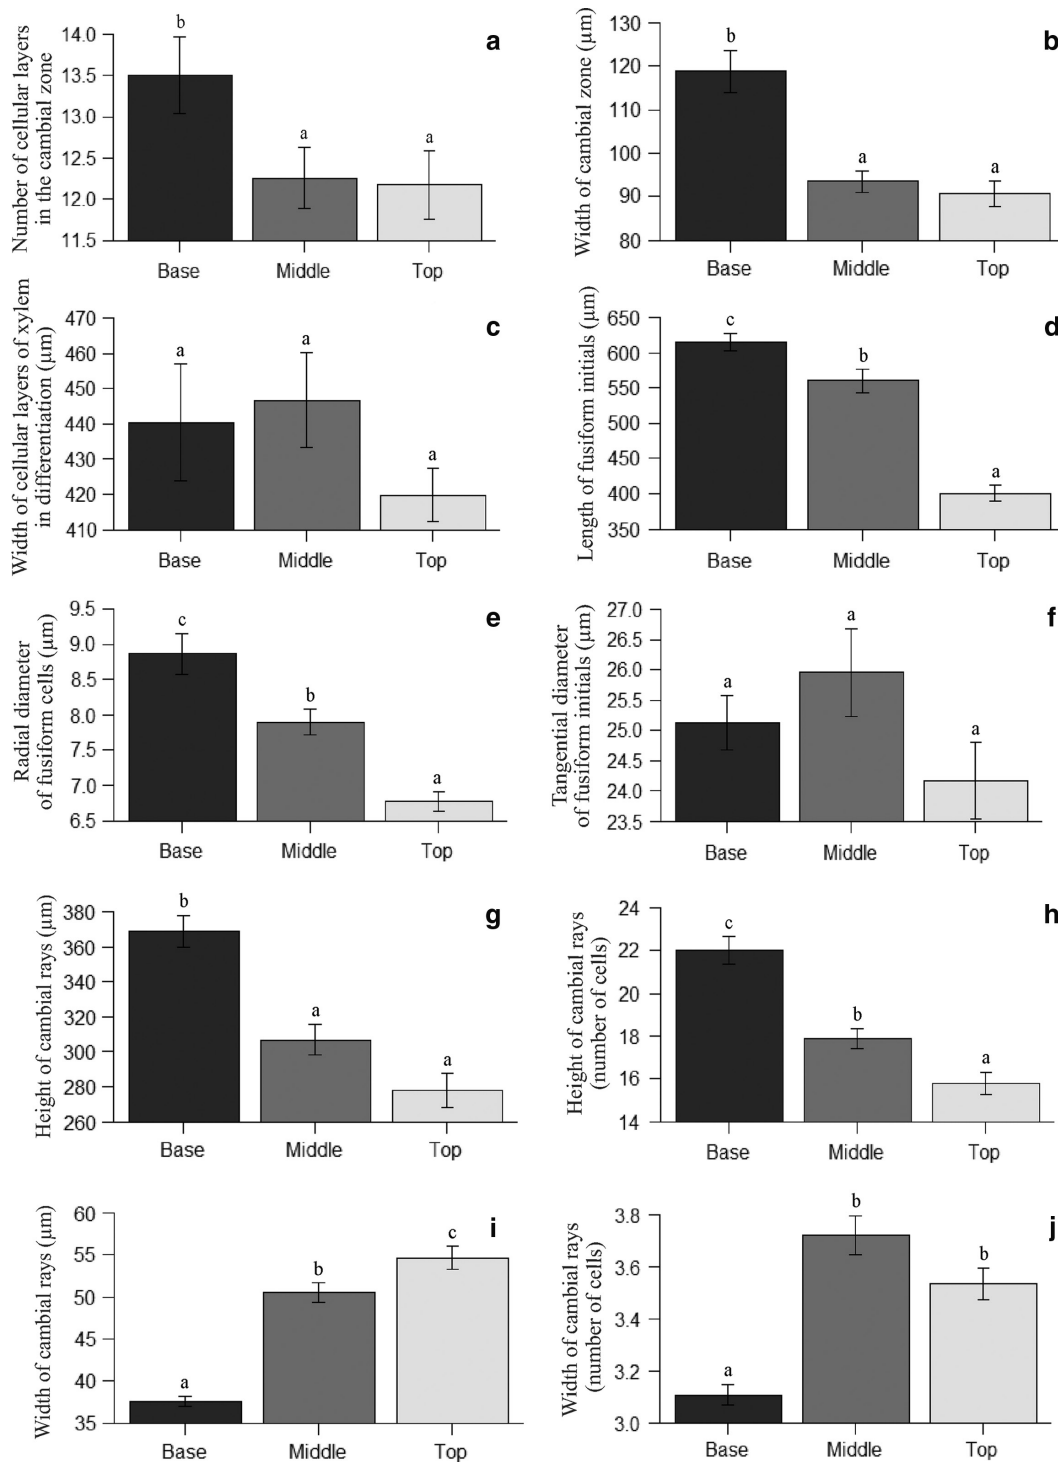 Number of cellular layers
in the cambial zone
14.0
13.5
13.0
12.5
12.0
11.5
b
a
a
a
Base
Middle
Top
Width of cambial zone (µm)
130
120
110
100
90
80
b
a
a
b
Base
Middle
Top
Width of cellular layers of xylem
in differentiation (µm)
470
460
450
440
430
420
410
a
a
a
c
Base
Middle
Top
Length of fusiform initials (µm)
650
600
550
500
450
400
350
c
b
a
d
Base
Middle
Top
Radial diameter
of fusiform cells (µm)
9.5
9.0
8.5
8.0
7.5
7.0
6.5
c
b
a
e
Base
Middle
Top
Tangential diameter
of fusiform initials (µm)
27.0
26.5
26.0
25.5
25.0
24.5
24.0
23.5
a
a
a
f
Base
Middle
Top
Height of cambial rays (µm)
380
360
340
320
300
280
260
b
a
a
g
Base
Middle
Top
Height of cambial rays
(number of cells)
24
22
20
18
16
14
c
b
a
h
Base
Middle
Top
Width of cambial rays (µm)
60
55
50
45
40
35
a
b
c
i
Base
Middle
Top
Width of cambial rays
(number of cells)
3.8
3.6
3.4
3.2
3.0
a
b
b
j
Base
Middle
Top